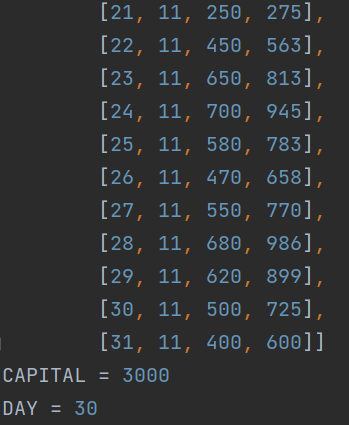 [21, 11, 250, 275],
[22, 11, 450, 563],
[23, 11, 650, 813],
[24, 11, 700, 945],
[25, 11, 580, 783],
[26, 11, 470, 658],
[27, 11, 550, 770],
[28, 11, 680, 986],
[29, 11, 620, 899],
[30, 11, 500, 725],
[31, 11, 400, 600]]
CAPITAL = 3000
DAY = 30